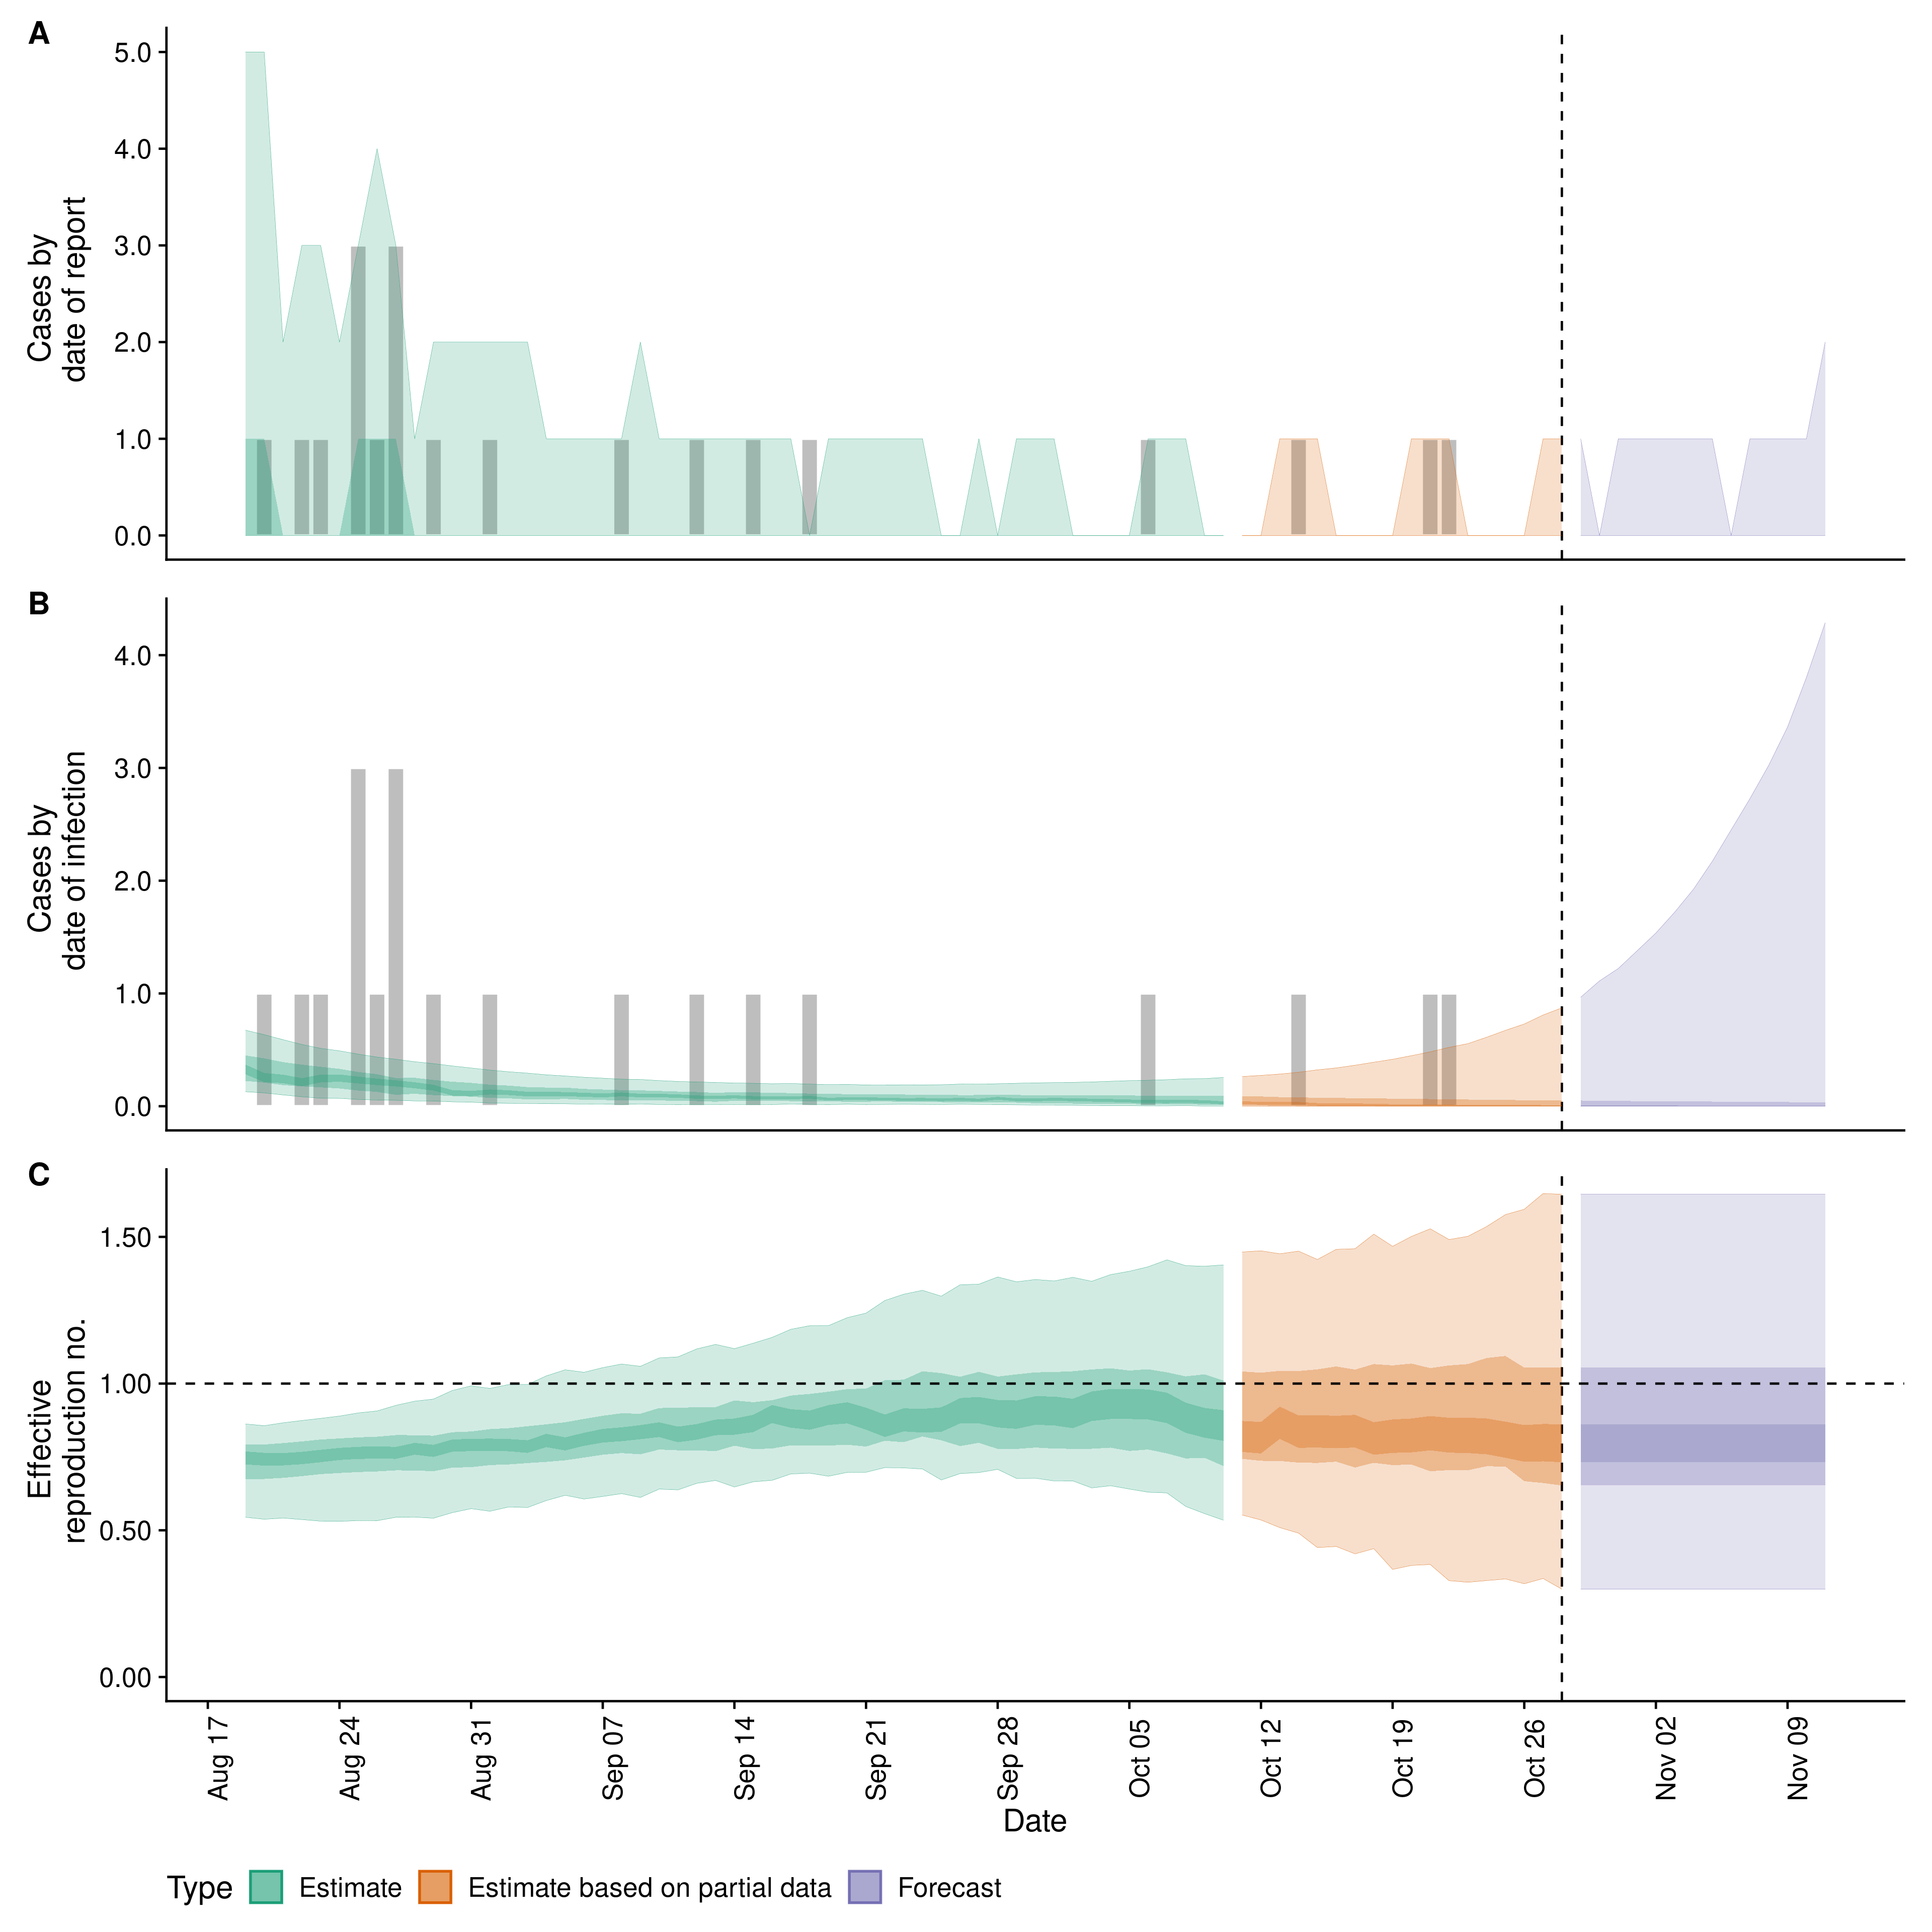 A
5.0
4.0
3.0
2.0
1.0
0.0
Cases by
date of report
B
4.0
3.0
2.0
1.0
0.0
Cases by
date of infection
C
1.50
1.00
0.50
0.00
Effective
reproduction no.
Aug 17
Aug 24
Aug 31
Sep 07
Sep 14
Sep 21
Sep 28
Oct 05
Oct 12
Oct 19
Oct 26
Nov 02
Nov 09
Date
Type Estimate Estimate based on partial data Forecast